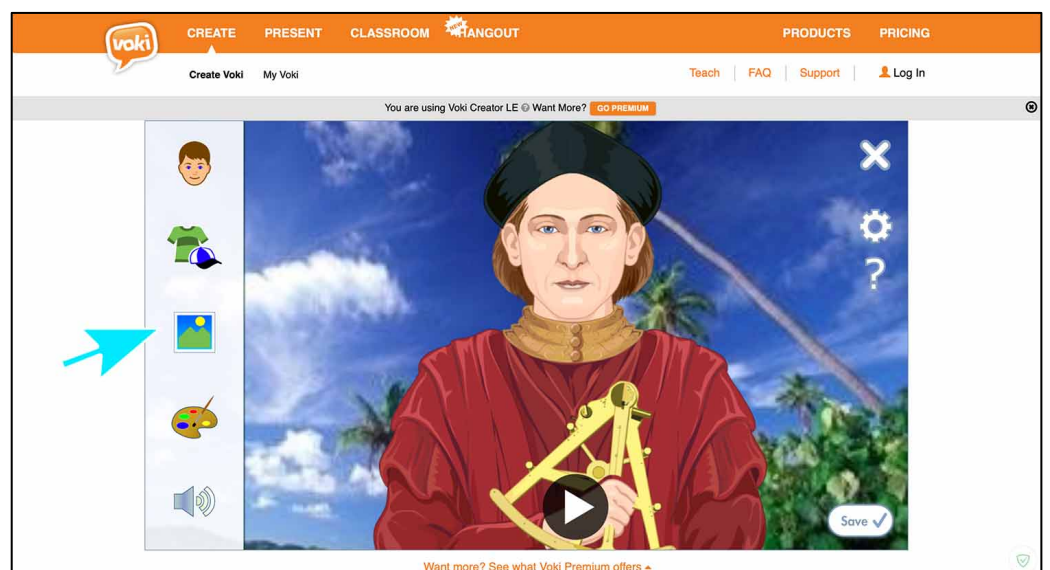 voki
CREATE PRESENT CLASSROOM NEW HANGOUT PRODUCTS PRICING
Create Voki My Voki Teach FAQ Support Log In
You are using Voki Creator LE ? Want More? GO PREMIUM
?
Save
Want more? See what Voki Premium offers